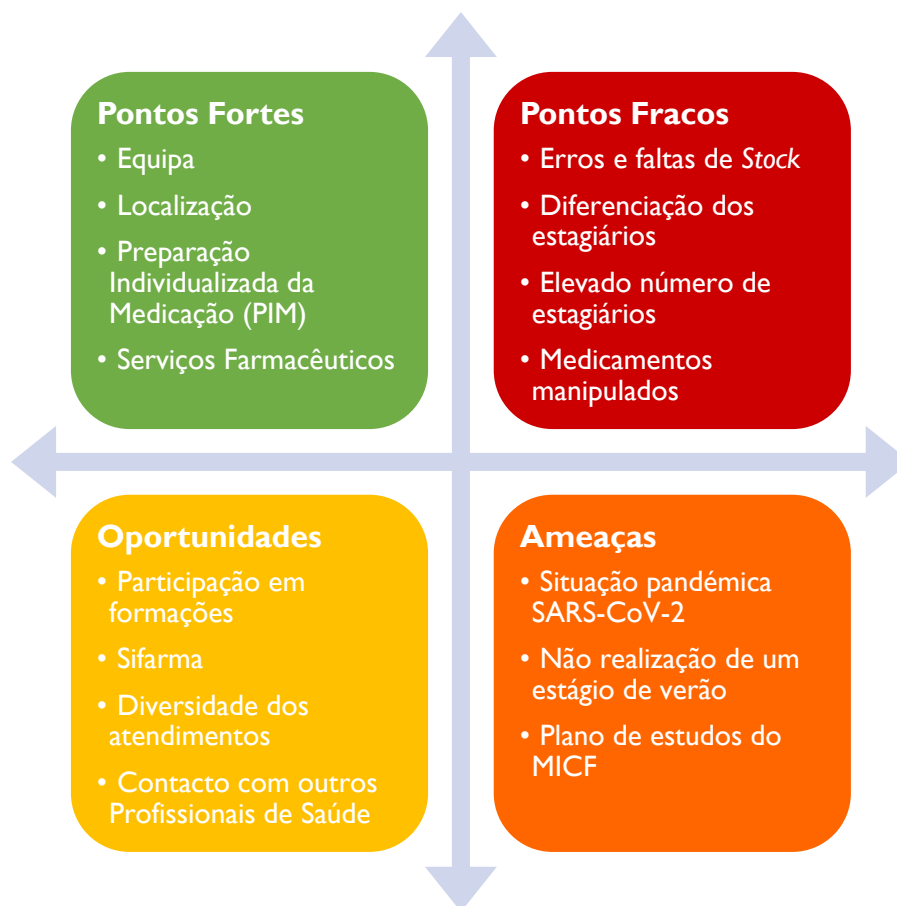 Pontos Fortes
• Equipa
• Localização
• Preparação
Individualizada da
Medicação (PIM)
• Serviços Farmacêuticos
Pontos Fracos
• Erros e faltas de Stock
• Diferenciação dos
estagiários
• Elevado número de
estagiários
• Medicamentos
manipulados
Oportunidades
• Participação em
formações
• Sifarma
• Diversidade dos
atendimentos
• Contacto com outros
Profissionais de Saúde
Ameaças
• Situação pandémica
SARS-CoV-2
• Não realização de um
estágio de verão
• Plano de estudos do
MICF